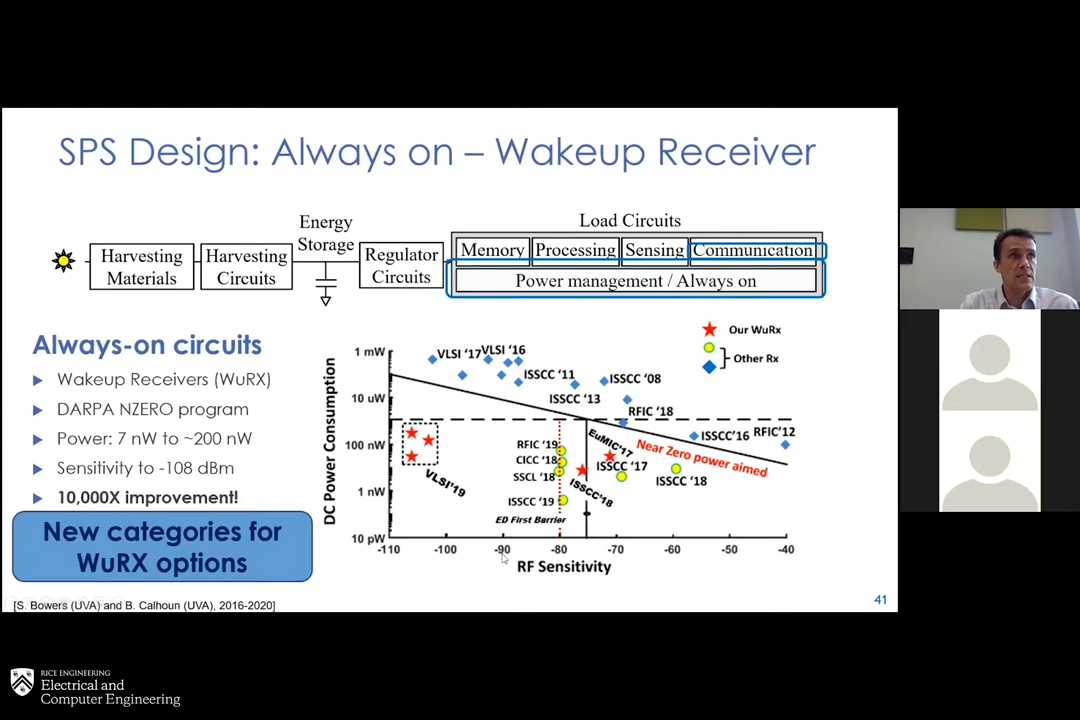 SPS Design: Always on – Wakeup Receiver
Energy
Storage
Load Circuits
Harvesting
Materials
Harvesting
Circuits
Regulator
Circuits
Memory Processing Sensing Communication
Power management / Always on
Always-on circuits
Wakeup Receivers (WuRX)
DARPA NZERO program
Power: 7 nW to ~200 nW
Sensitivity to -108 dBm
10,000X improvement!
New categories for
WuRX options
[S. Bowers (UVA) and B. Calhoun (UVA), 2016-2020]
DC Power Consumption
1 mW
10 uW
100 nW
1 nW
10 pW
-110 -100 -90 -80 -70 -60 -50 -40
RF Sensitivity
Our WuRx
Other Rx
VLSI '17 VLSI '16
ISSCC '11
ISSCC '13
ISSCC '08
RFIC '18
ISSCC'16
RFIC'12
Near Zero power aimed
EuMIC'17
ISSCC '17
ISSCC '18
ISSCC'18
RFIC '19
CICC '18
SSCL '18
ISSCC '19
ED First Barrier
VLSI'19
41
RICE ENGINEERING
Electrical and
Computer Engineering